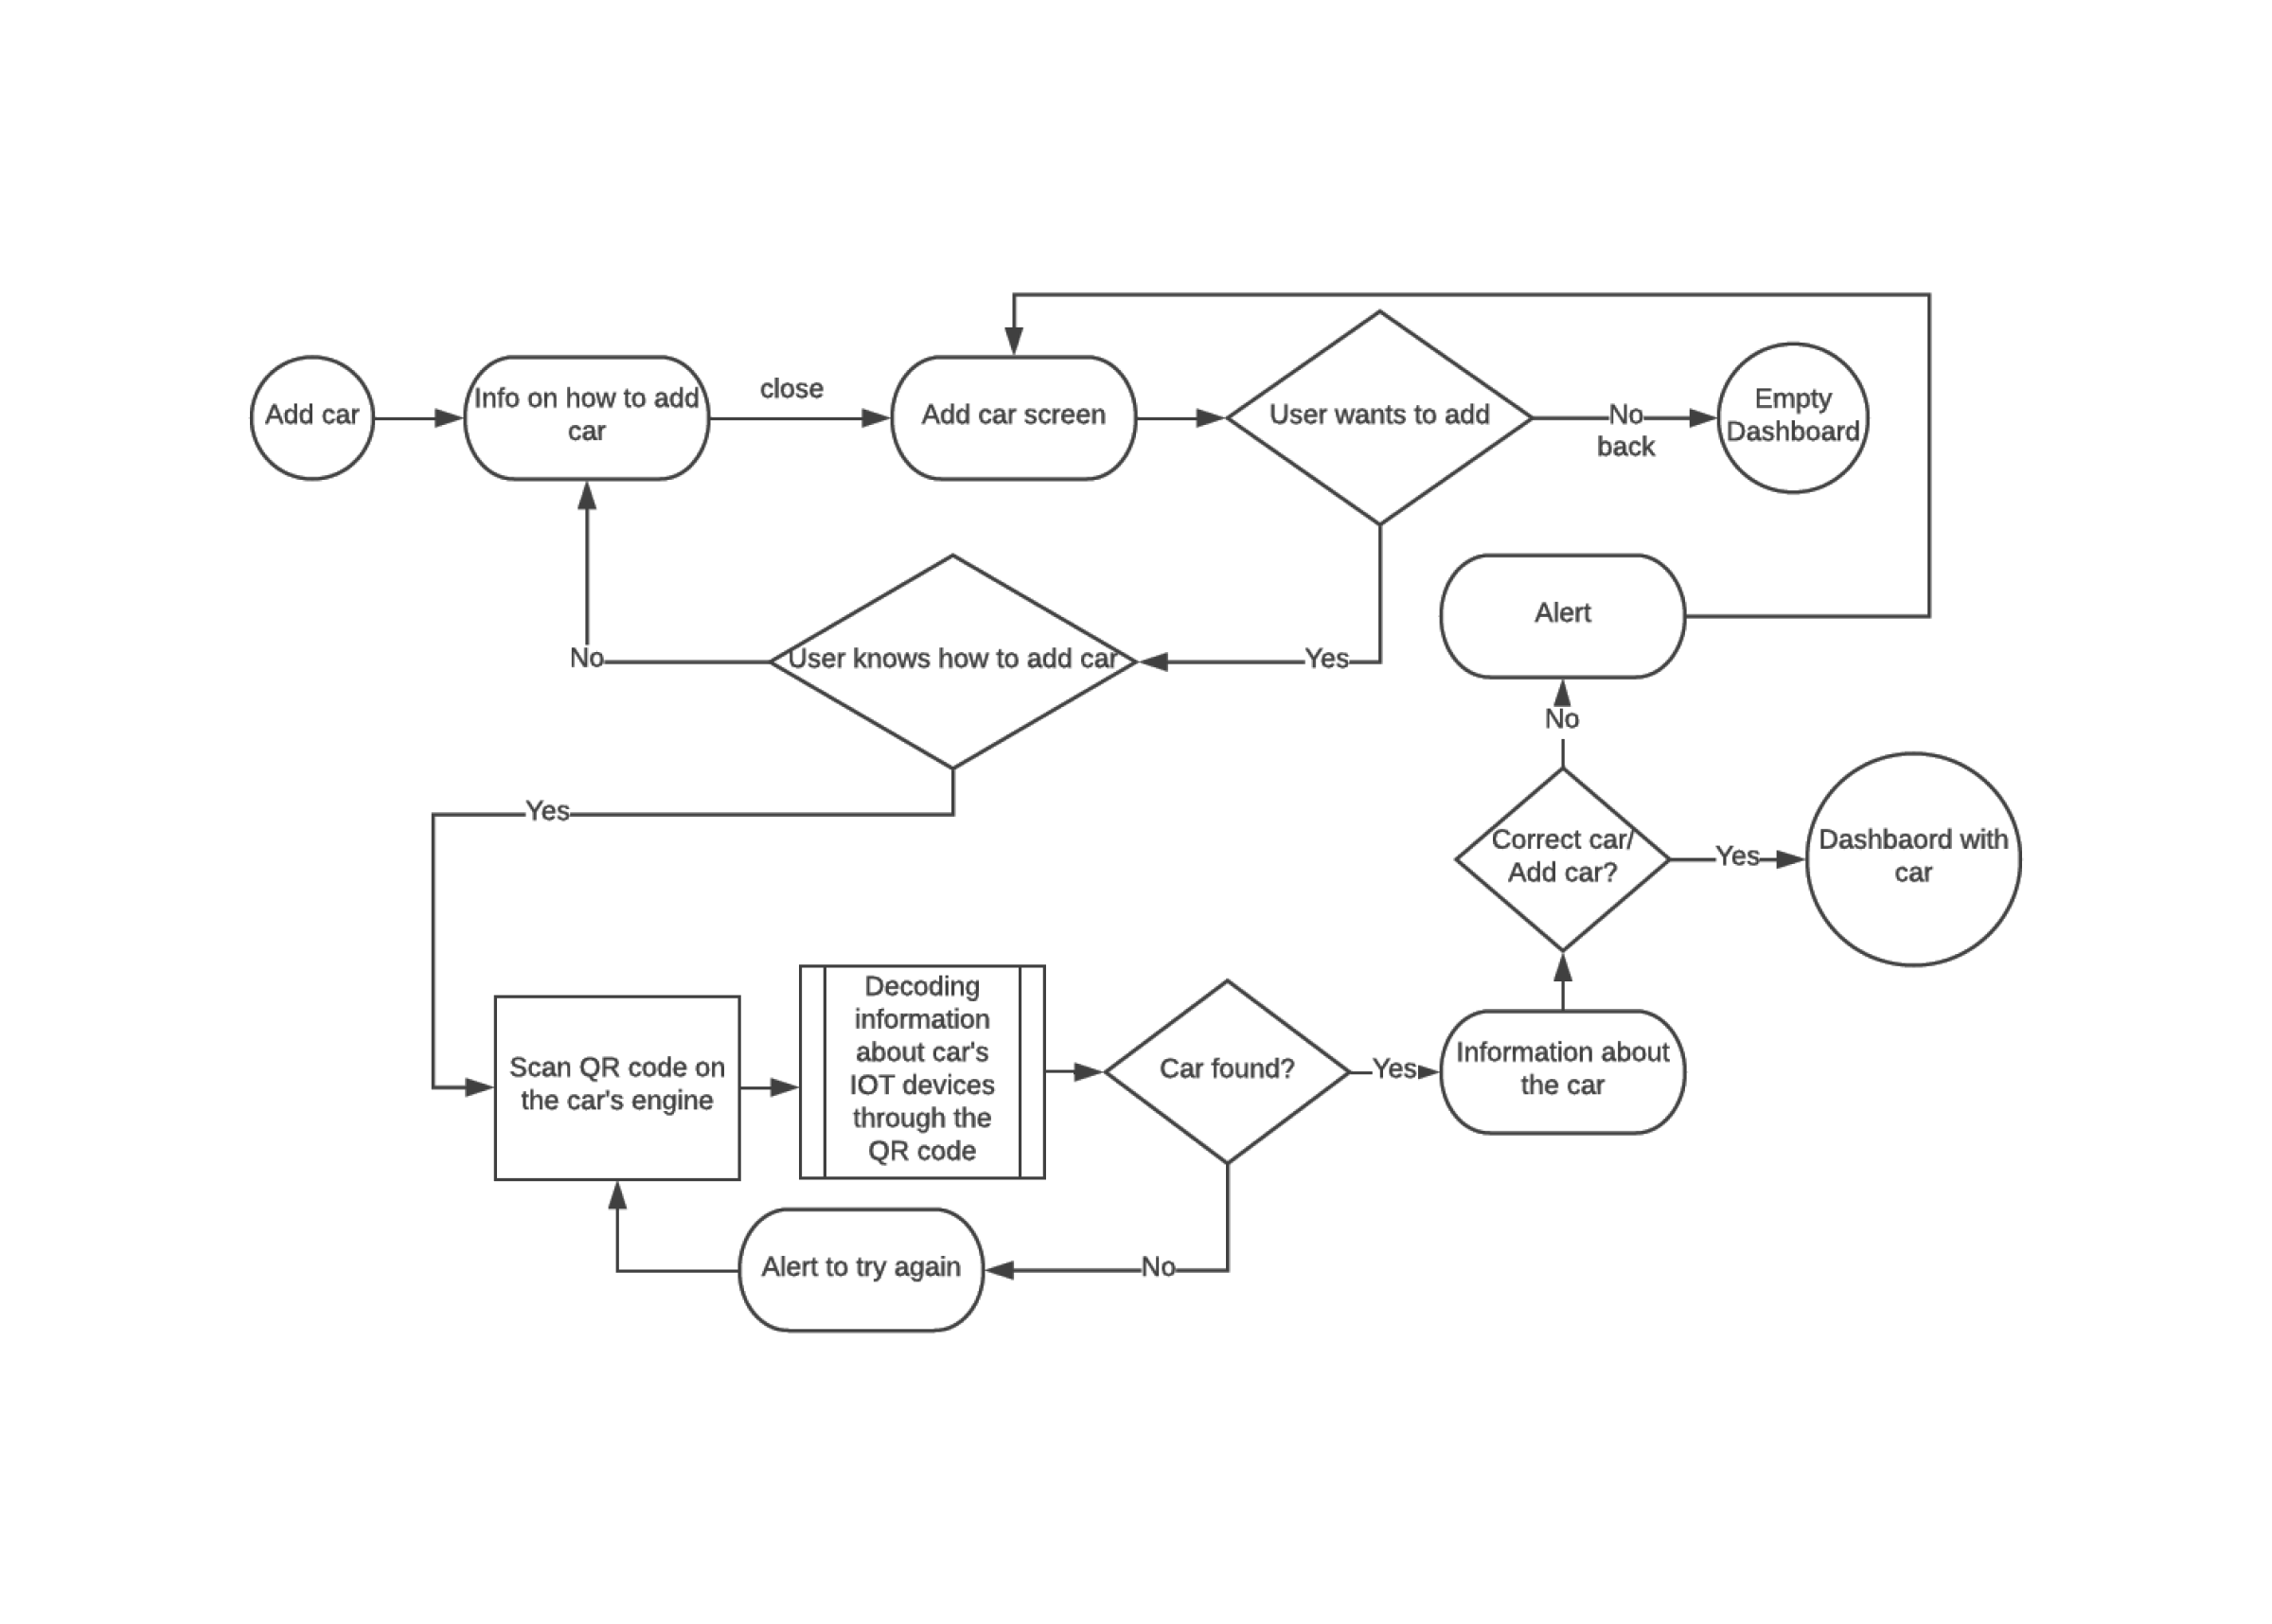 close
Add car
Info on how to add
car
Add car screen
User wants to add
No
back
Empty
Dashboard
Alert
No
User knows how to add car
Yes
No
Yes
Correct car/
Add car?
Yes
Dashbaord with
car
Scan QR code on
the car's engine
Decoding
information
about car's
IOT devices
through the
QR code
Car found?
Yes
Information about
the car
Alert to try again
No